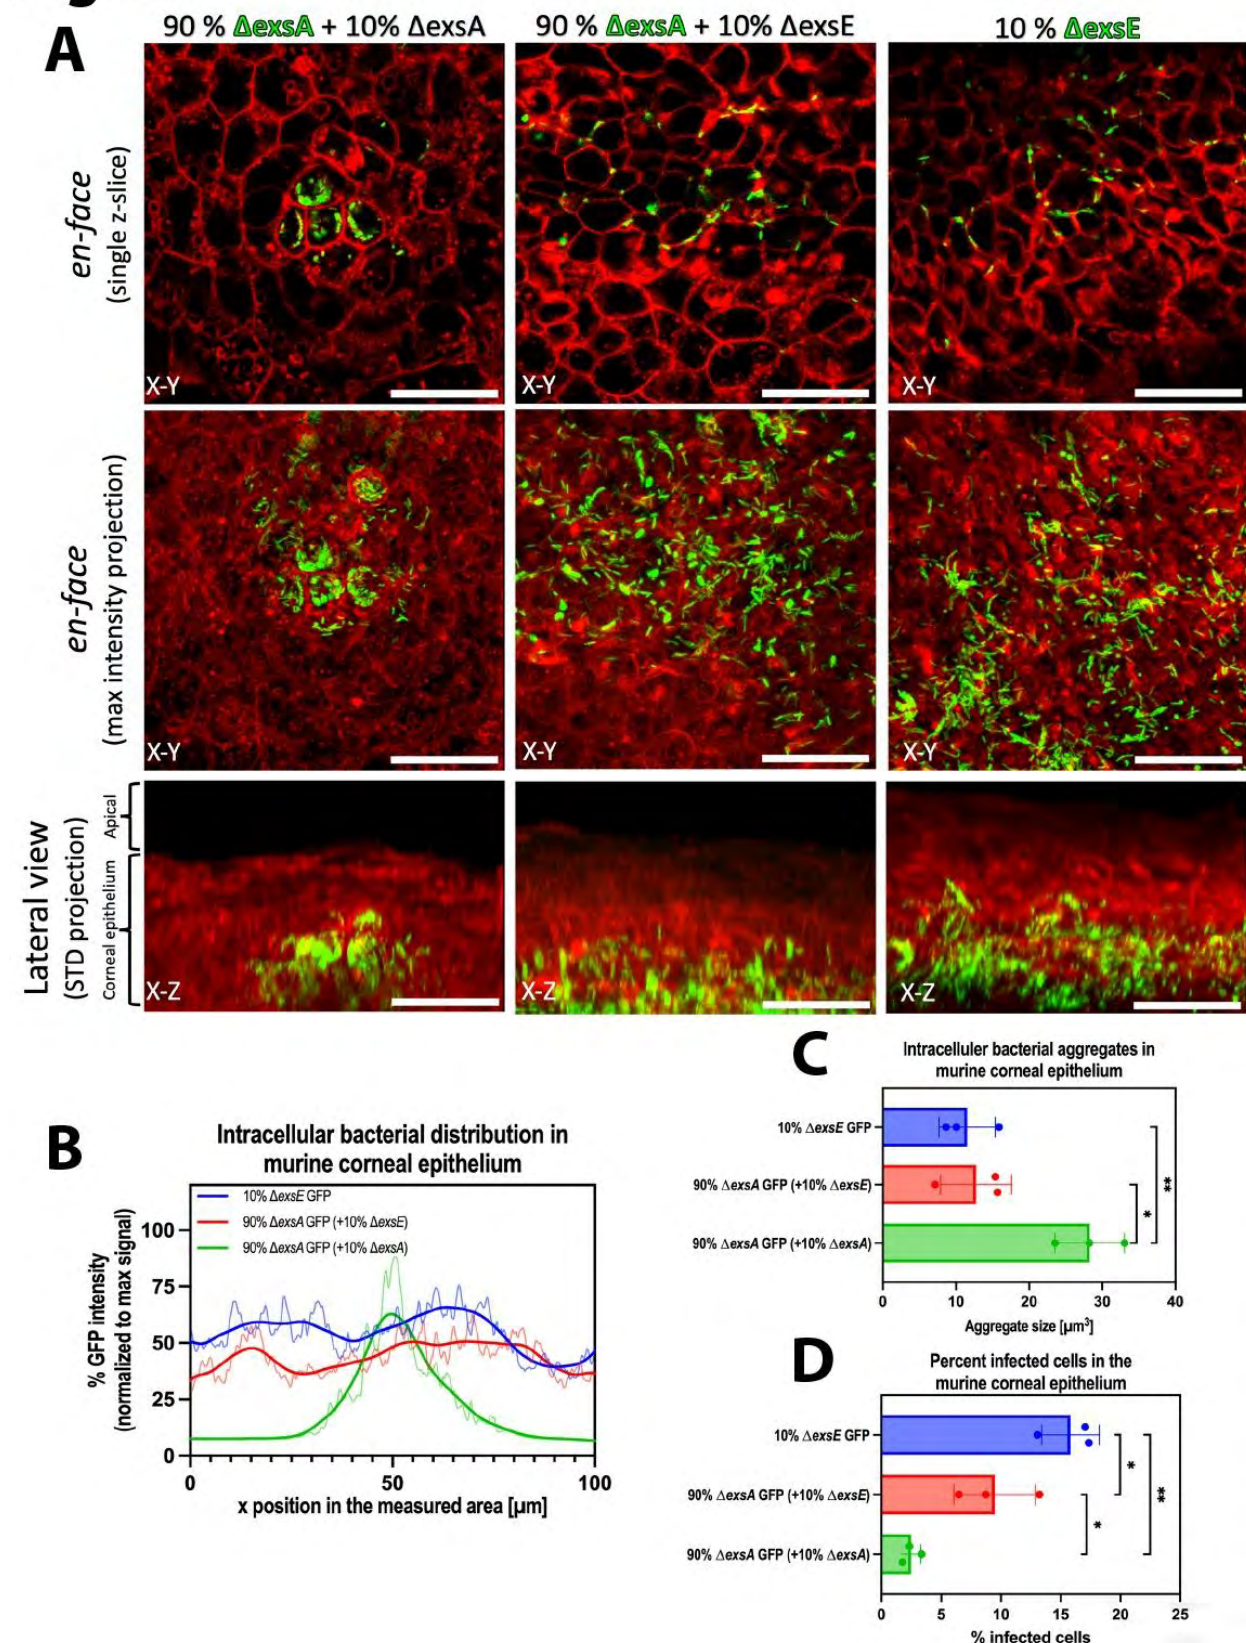 A
90 % ΔexsA + 10% ΔexsA
90 % ΔexsA + 10% ΔexsE
10 % ΔexsE
en-face
(single z-slice)
X-Y
X-Y
X-Y
en-face
(max intensity projection)
X-Y
X-Y
X-Y
Lateral view
(STD projection)
Apical
Corneal epithelium
X-Z
X-Z
X-Z
B
Intracellular bacterial distribution in
murine corneal epithelium
10% ΔexsE GFP
90% ΔexsA GFP (+10% ΔexsE)
90% ΔexsA GFP (+10% ΔexsA)
% GFP intensity
(normalized to max signal)
100
75
50
25
0
0
50
100
x position in the measured area [µm]
C
Intraceluller bacterial aggregates in
murine corneal epithelium
10% ΔexsE GFP
90% ΔexsA GFP (+10% ΔexsE)
90% ΔexsA GFP (+10% ΔexsA)
*
**
0
10
20
30
40
Aggregate size [µm³]
D
Percent infected cells in the
murine corneal epithelium
10% ΔexsE GFP
90% ΔexsA GFP (+10% ΔexsE)
90% ΔexsA GFP (+10% ΔexsA)
*
*
**
0
5
10
15
20
25
% infected cells